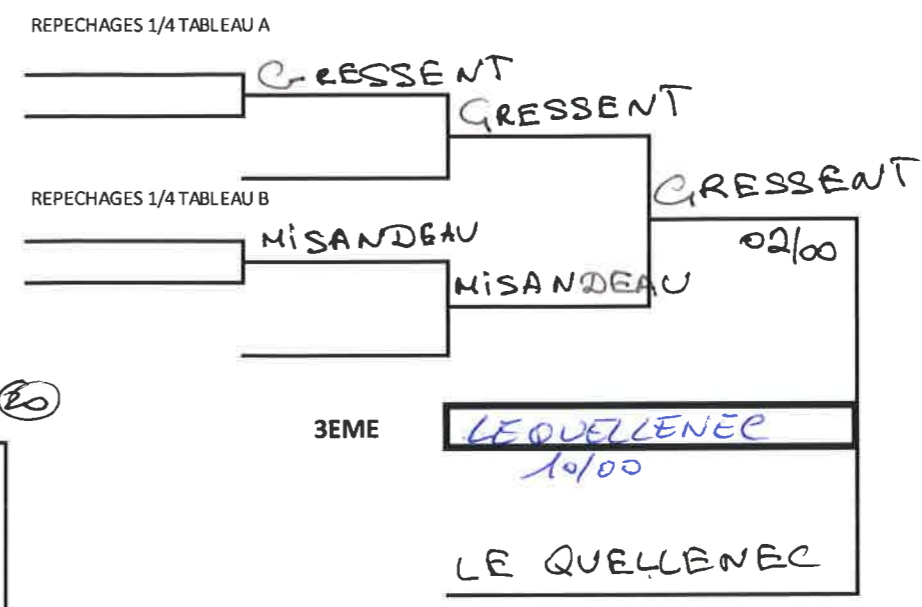 REPECHAGES 1/4 TABLEAU A
GRESSENT
GRESSENT
GRESSENT
02/00
REPECHAGES 1/4 TABLEAU B
MiSANDEAU
MiSANDEAU
3EME
LEQUELLENEC
10/00
LE QUELLENEC